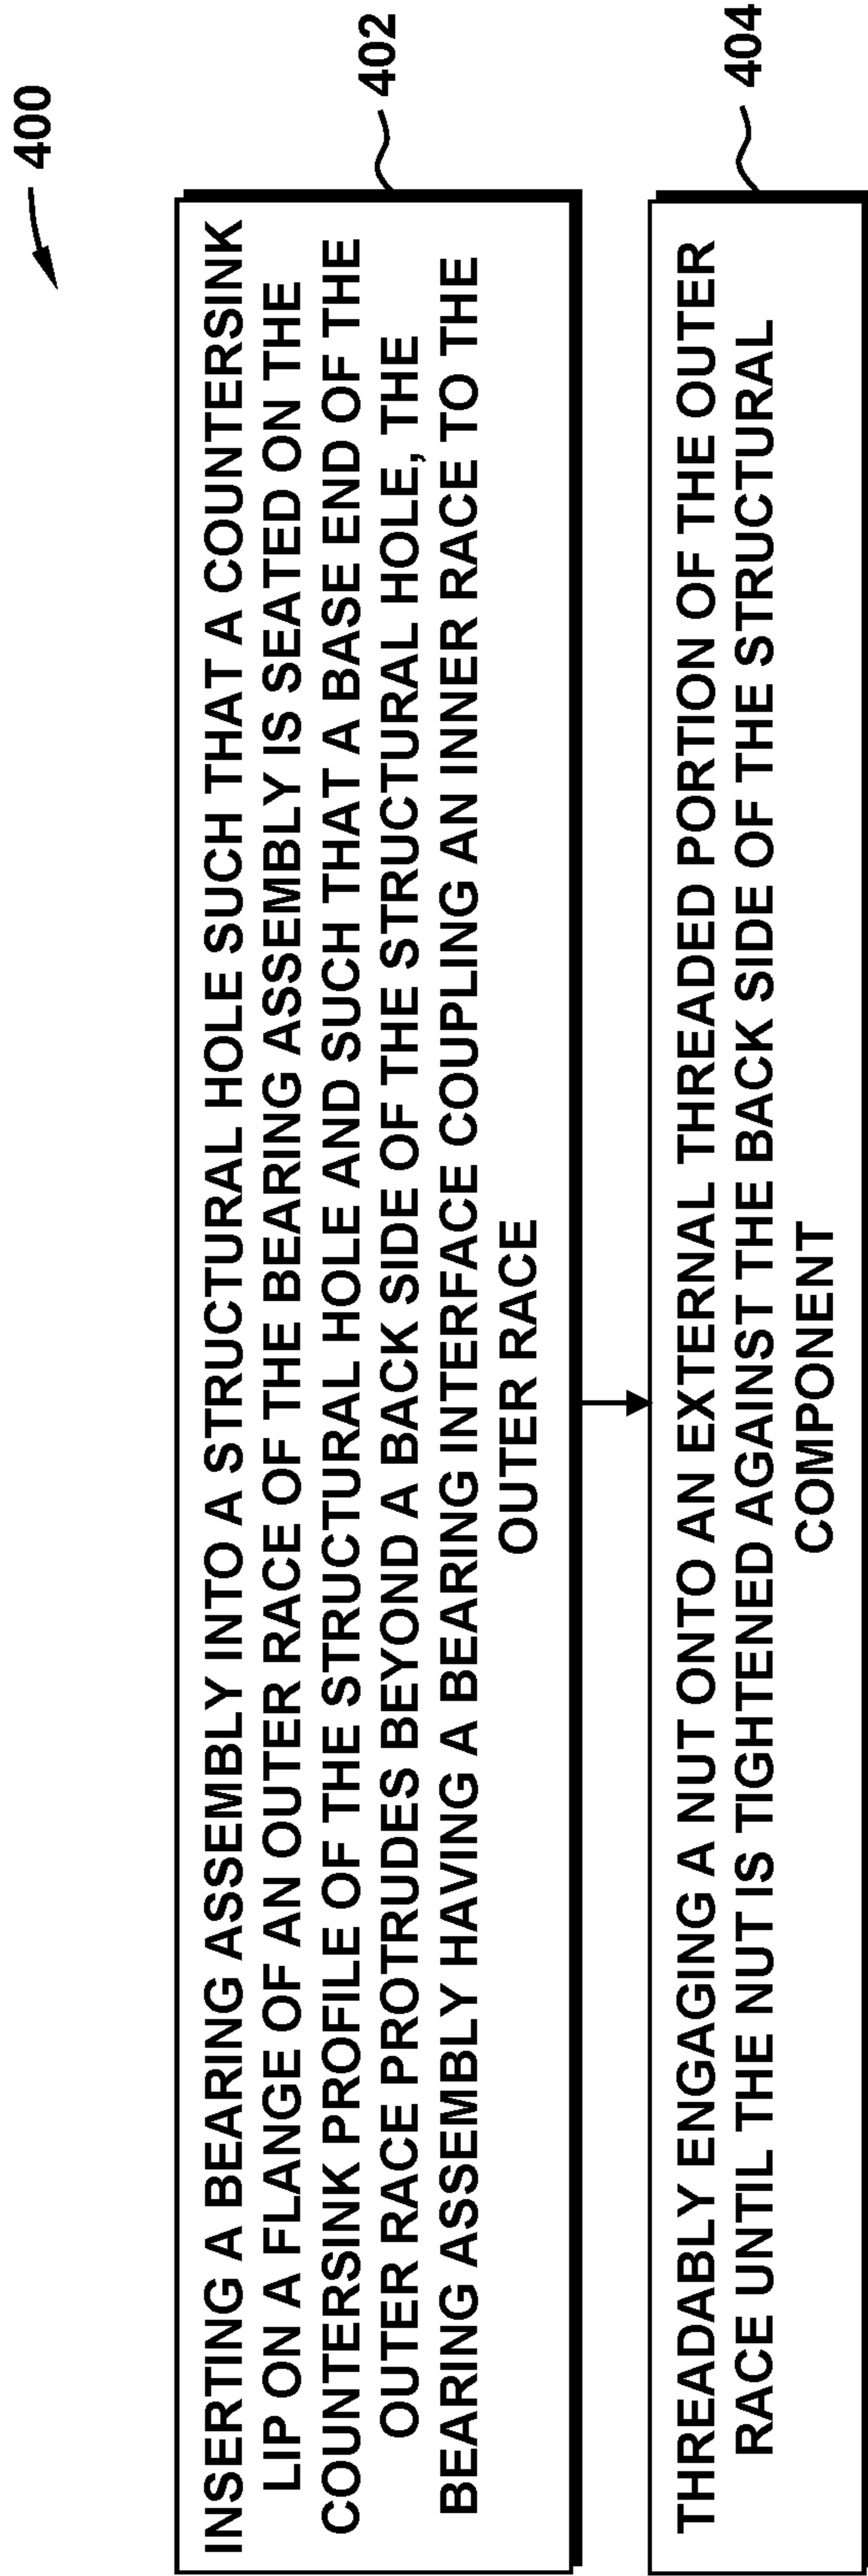 400
INSERTING A BEARING ASSEMBLY INTO A STRUCTURAL HOLE SUCH THAT A COUNTERSINK
LIP ON A FLANGE OF AN OUTER RACE OF THE BEARING ASSEMBLY IS SEATED ON THE
COUNTERSINK PROFILE OF THE STRUCTURAL HOLE AND SUCH THAT A BASE END OF THE
OUTER RACE PROTRUDES BEYOND A BACK SIDE OF THE STRUCTURAL HOLE, THE
BEARING ASSEMBLY HAVING A BEARING INTERFACE COUPLING AN INNER RACE TO THE
OUTER RACE
402
THREADABLY ENGAGING A NUT ONTO AN EXTERNAL THREADED PORTION OF THE OUTER
RACE UNTIL THE NUT IS TIGHTENED AGAINST THE BACK SIDE OF THE STRUCTURAL
COMPONENT
404